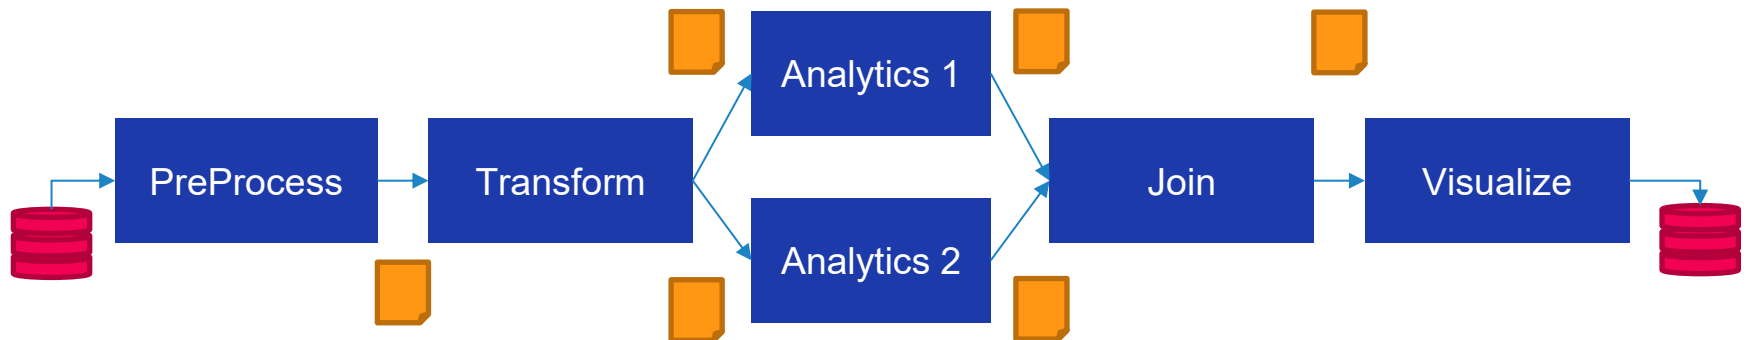 PreProcess
Transform
Analytics 1
Analytics 2
Join
Visualize